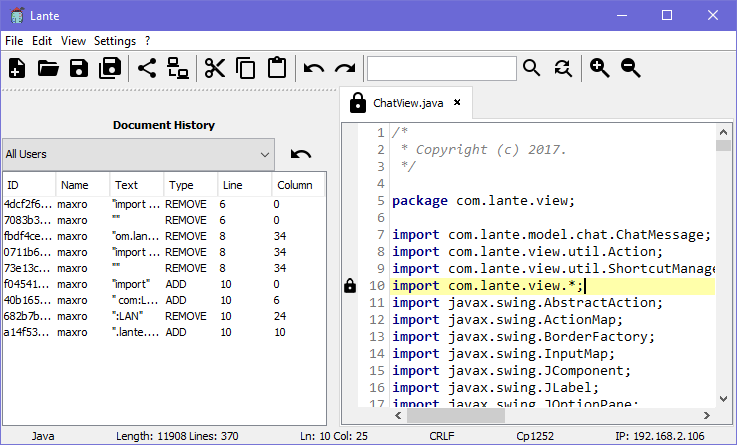 Lante
File Edit View Settings ?
ChatView.java ×
Document History
All Users
ID Name Text Type Line Column
4dcf2f6... maxro "import ... REMOVE 6 0
7083b3... maxro "" REMOVE 6 0
fbdf4ce... maxro "om.lan... REMOVE 8 34
0711b6... maxro "import ... REMOVE 8 34
73e13c... maxro "" REMOVE 8 34
f04541... maxro "import" ADD 10 0
40b165... maxro " com:L... ADD 10 6
682b7b... maxro ":LAN" REMOVE 10 24
a14f53... maxro ".lante.... ADD 10 10
1 /*
2 * Copyright (c) 2017.
3 */
4
5 package com.lante.view;
6
7 import com.lante.model.chat.ChatMessage;
8 import com.lante.view.util.Action;
9 import com.lante.view.util.ShortcutManage
10 import com.lante.view.*;
11 import javax.swing.AbstractAction;
12 import javax.swing.ActionMap;
13 import javax.swing.BorderFactory;
14 import javax.swing.InputMap;
15 import javax.swing.JComponent;
16 import javax.swing.JLabel;
17 import javax.swing.JOptionPane;
Java Length: 11908 Lines: 370 Ln: 10 Col: 25 CRLF Cp1252 IP: 192.168.2.106